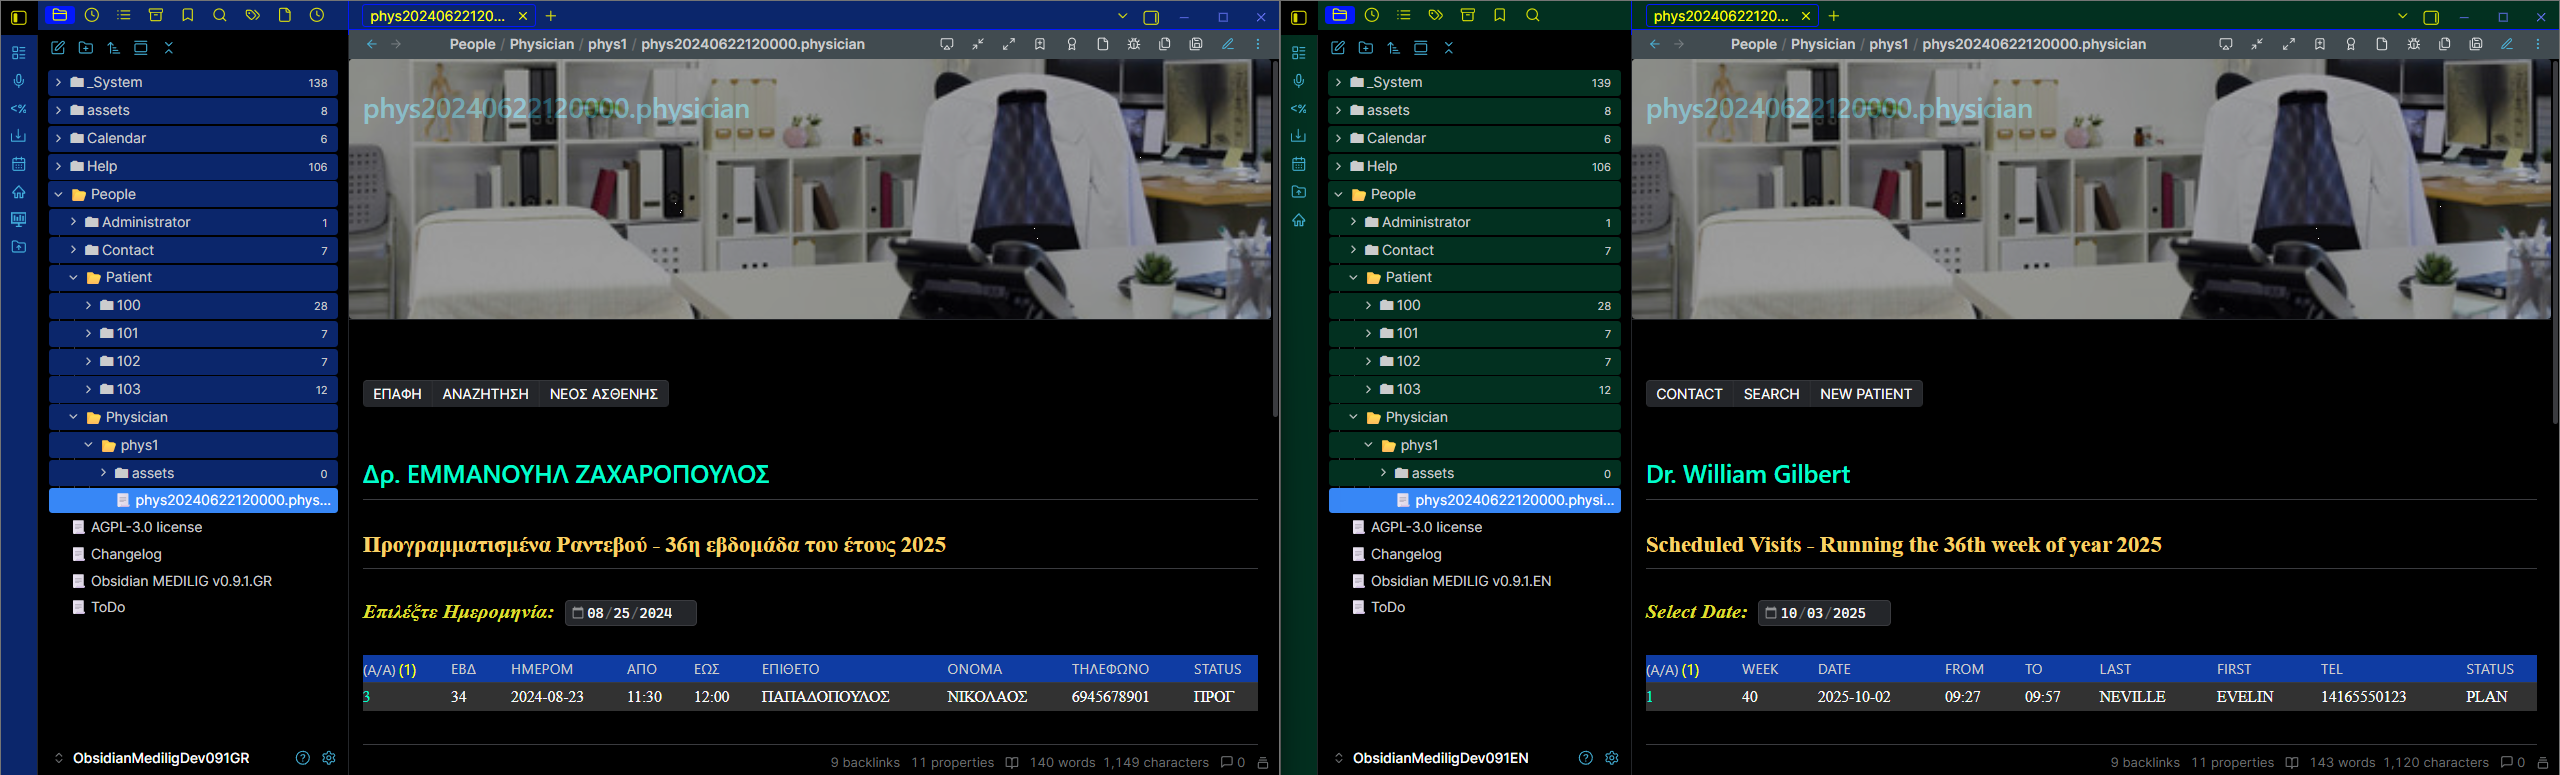 phys20240622120...
People / Physician / phys1 / phys20240622120000.physician
_System 138
assets 8
Calendar 6
Help 106
People
Administrator 1
Contact 7
Patient
100 28
101 7
102 7
103 12
Physician
phys1
assets 0
phys20240622120000.phys...
AGPL-3.0 license
Changelog
Obsidian MEDILIG v0.9.1.GR
ToDo
ObsidianMediligDev091GR
phys20240622120000.physician
ΕΠΑΦΗ ΑΝΑΖΗΤΗΣΗ ΝΕΟΣ ΑΣΘΕΝΗΣ
Δρ. ΕΜΜΑΝΟΥΗΛ ΖΑΧΑΡΟΠΟΥΛΟΣ
Προγραμματισμένα Ραντεβού - 36η εβδομάδα του έτους 2025
Επιλέξτε Ημερομηνία: 08/25/2024
(Α/Α) (1) ΕΒΔ ΗΜΕΡΟΜ ΑΠΟ ΕΩΣ ΕΠΙΘΕΤΟ ΟΝΟΜΑ ΤΗΛΕΦΩΝΟ STATUS
3 34 2024-08-23 11:30 12:00 ΠΑΠΑΔΟΠΟΥΛΟΣ ΝΙΚΟΛΑΟΣ 6945678901 ΠΡΟΓ
9 backlinks 11 properties 140 words 1,149 characters 0
phys20240622120...
People / Physician / phys1 / phys20240622120000.physician
_System 139
assets 8
Calendar 6
Help 106
People
Administrator 1
Contact 7
Patient
100 28
101 7
102 7
103 12
Physician
phys1
assets 0
phys20240622120000.physi...
AGPL-3.0 license
Changelog
Obsidian MEDILIG v0.9.1.EN
ToDo
ObsidianMediligDev091EN
phys20240622120000.physician
CONTACT SEARCH NEW PATIENT
Dr. William Gilbert
Scheduled Visits - Running the 36th week of year 2025
Select Date: 10/03/2025
(A/A) (1) WEEK DATE FROM TO LAST FIRST TEL STATUS
1 40 2025-10-02 09:27 09:57 NEVILLE EVELIN 14165550123 PLAN
9 backlinks 11 properties 143 words 1,120 characters 0